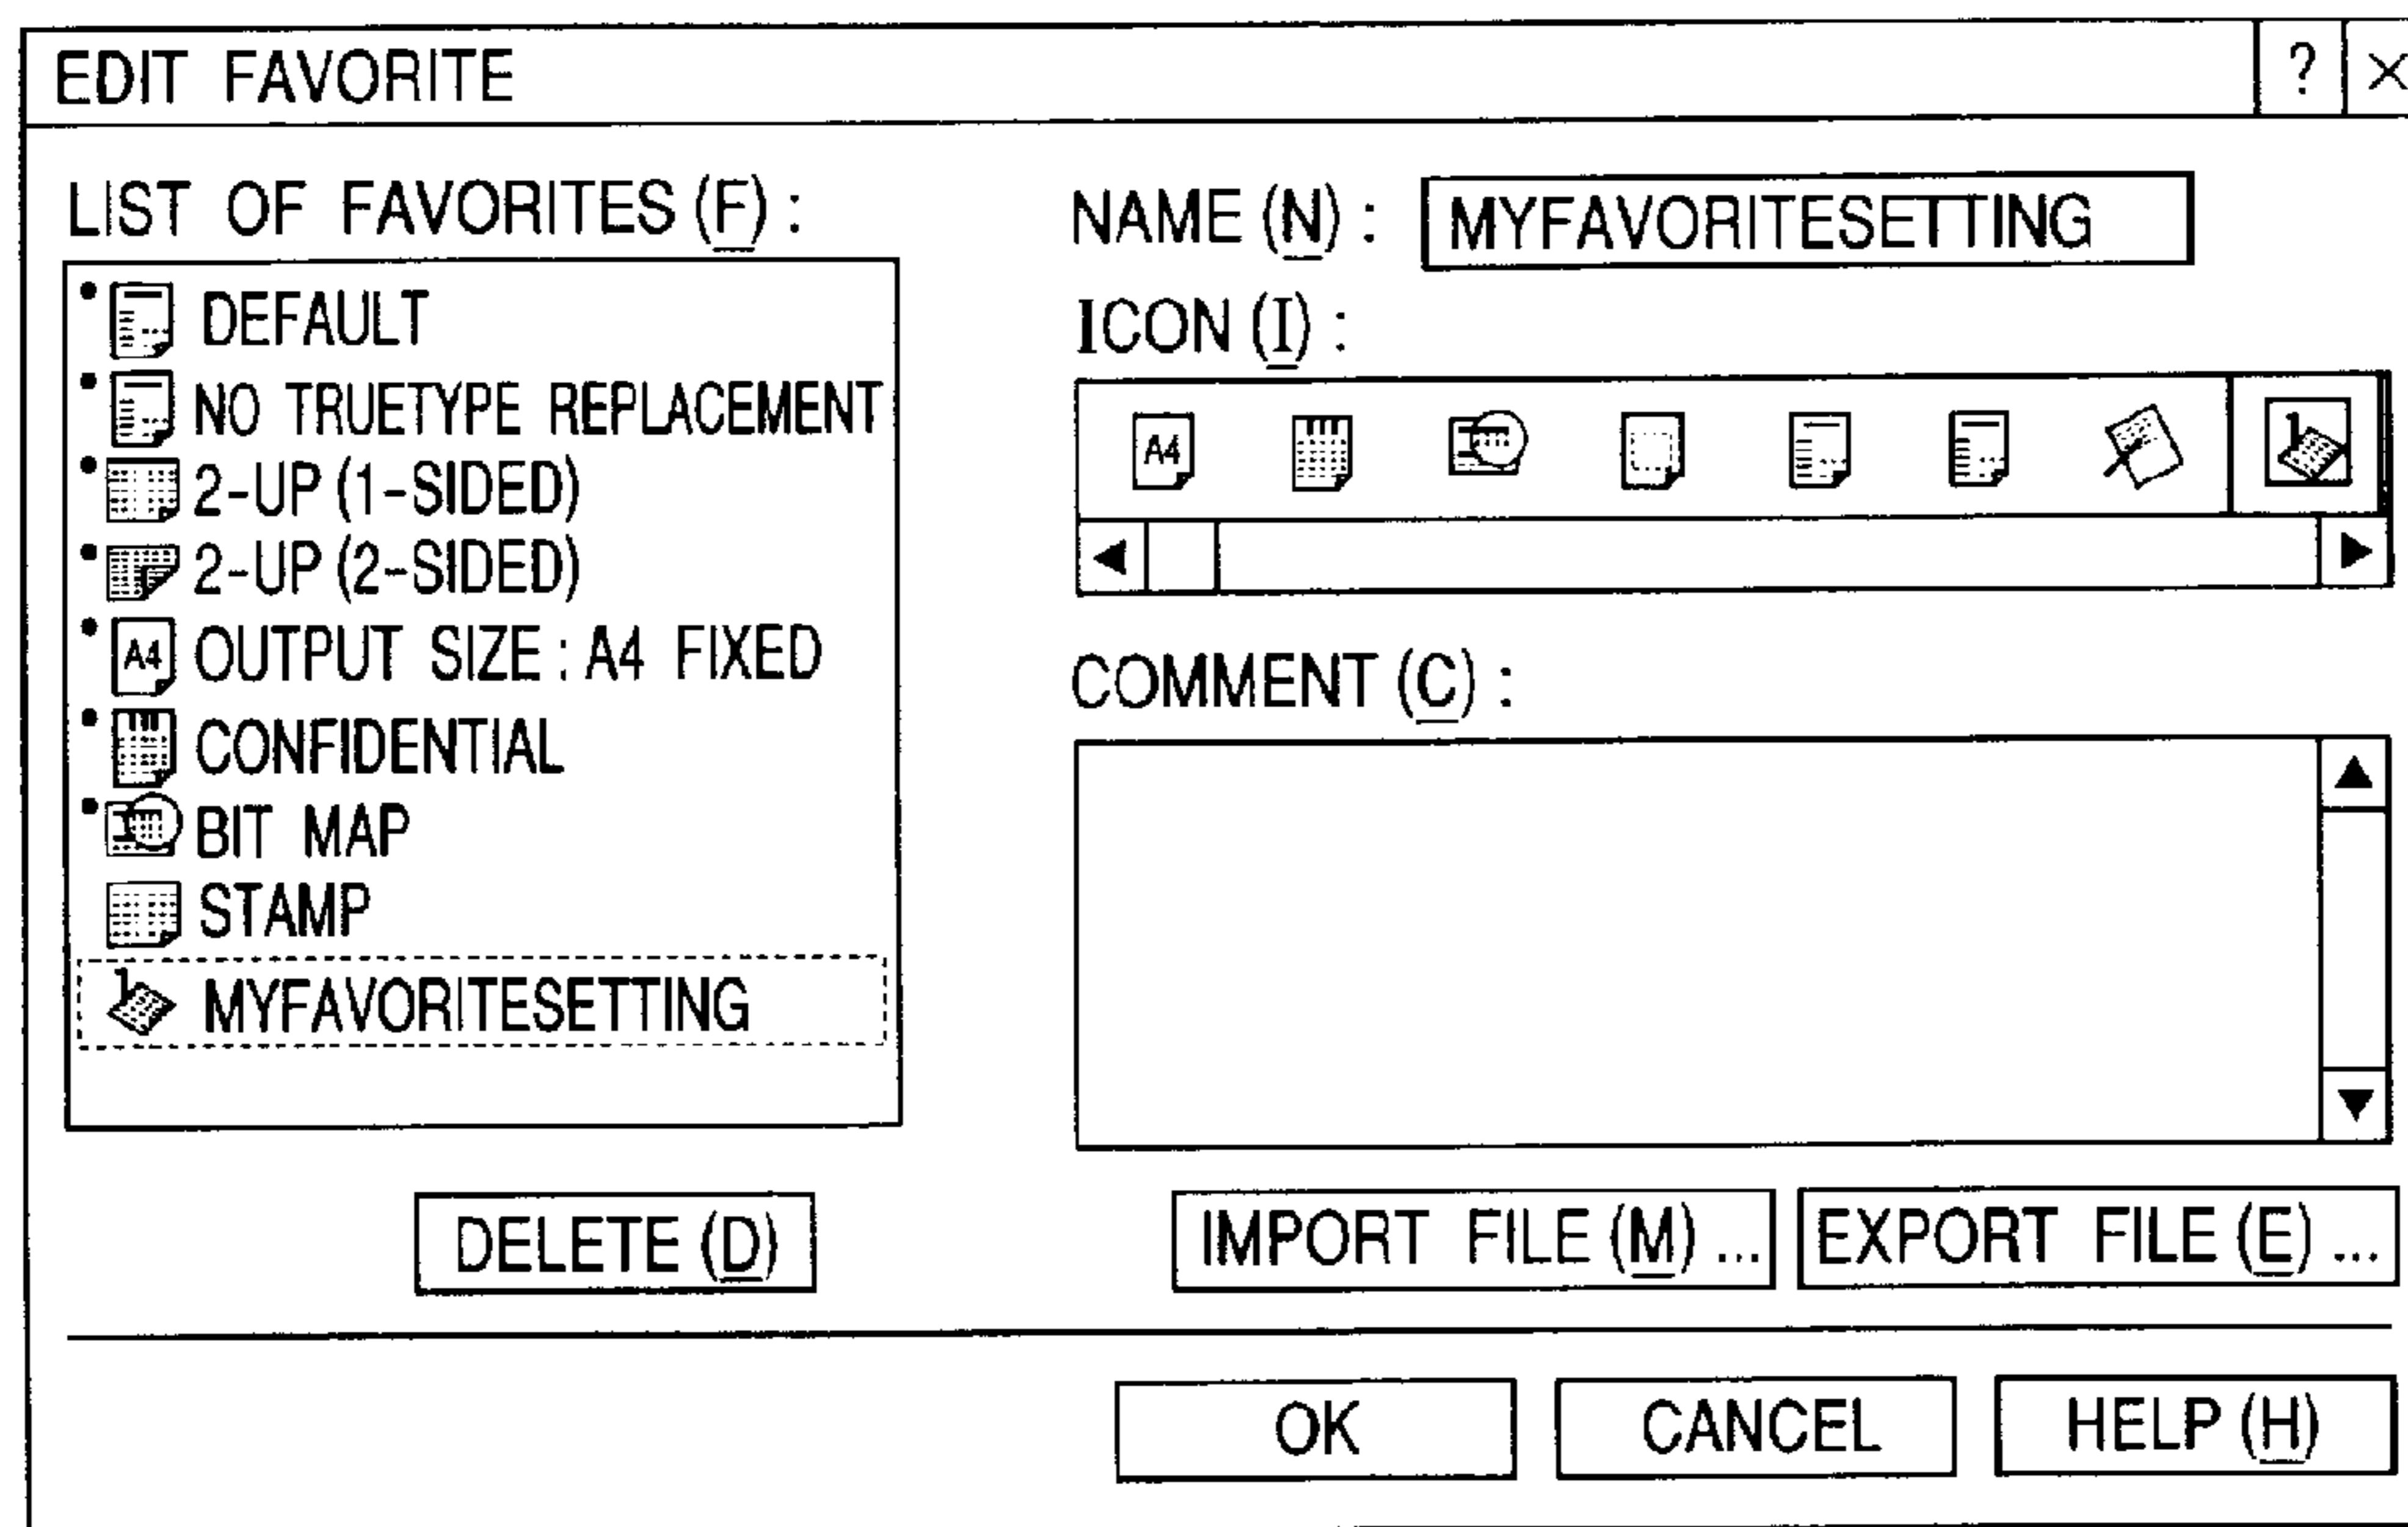 EDIT FAVORITE ? ×
LIST OF FAVORITES (F) :
DEFAULT
NO TRUETYPE REPLACEMENT
2-UP (1-SIDED)
2-UP (2-SIDED)
A4 OUTPUT SIZE : A4 FIXED
CONFIDENTIAL
BIT MAP
STAMP
MYFAVORITESETTING
DELETE (D)
NAME (N) : MYFAVORITESETTING
ICON (I) :
A4
COMMENT (C) :
IMPORT FILE (M) ... EXPORT FILE (E) ...
OK CANCEL HELP (H)